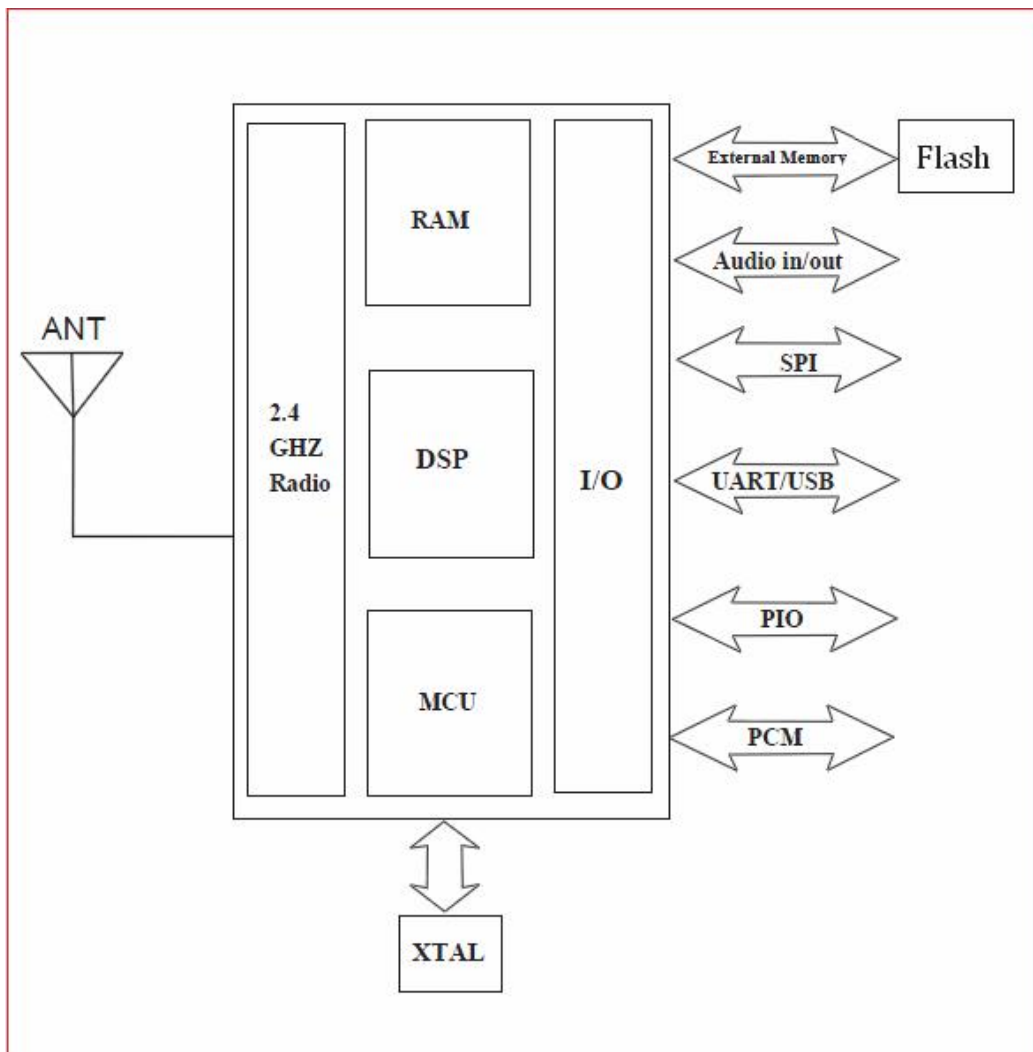 ANT
2.4
GHZ
Radio
RAM
DSP
MCU
I/O
External Memory
Flash
Audio in/out
SPI
UART/USB
PIO
PCM
XTAL